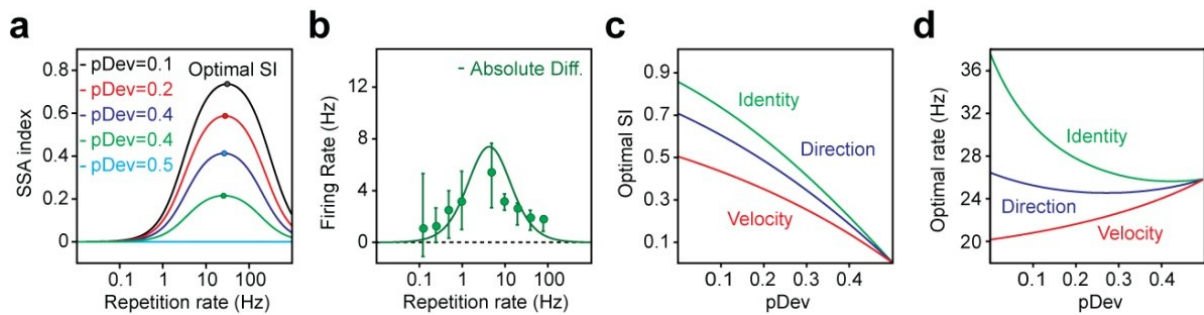 a
- pDev=0.1
- pDev=0.2
- pDev=0.4
- pDev=0.4
- pDev=0.5
Optimal SI
SSA index
0.8
0.6
0.4
0.2
0
0.1 1 10 100
Repetition rate (Hz)
b
- Absolute Diff.
Firing Rate (Hz)
12
8
4
0
0.1 1 10 100
Repetition rate (Hz)
c
Identity
Direction
Velocity
Optimal SI
0.9
0.7
0.5
0.3
0.1
0.1 0.2 0.3 0.4
pDev
d
Identity
Direction
Velocity
Optimal rate (Hz)
36
32
28
24
20
0.1 0.2 0.3 0.4
pDev